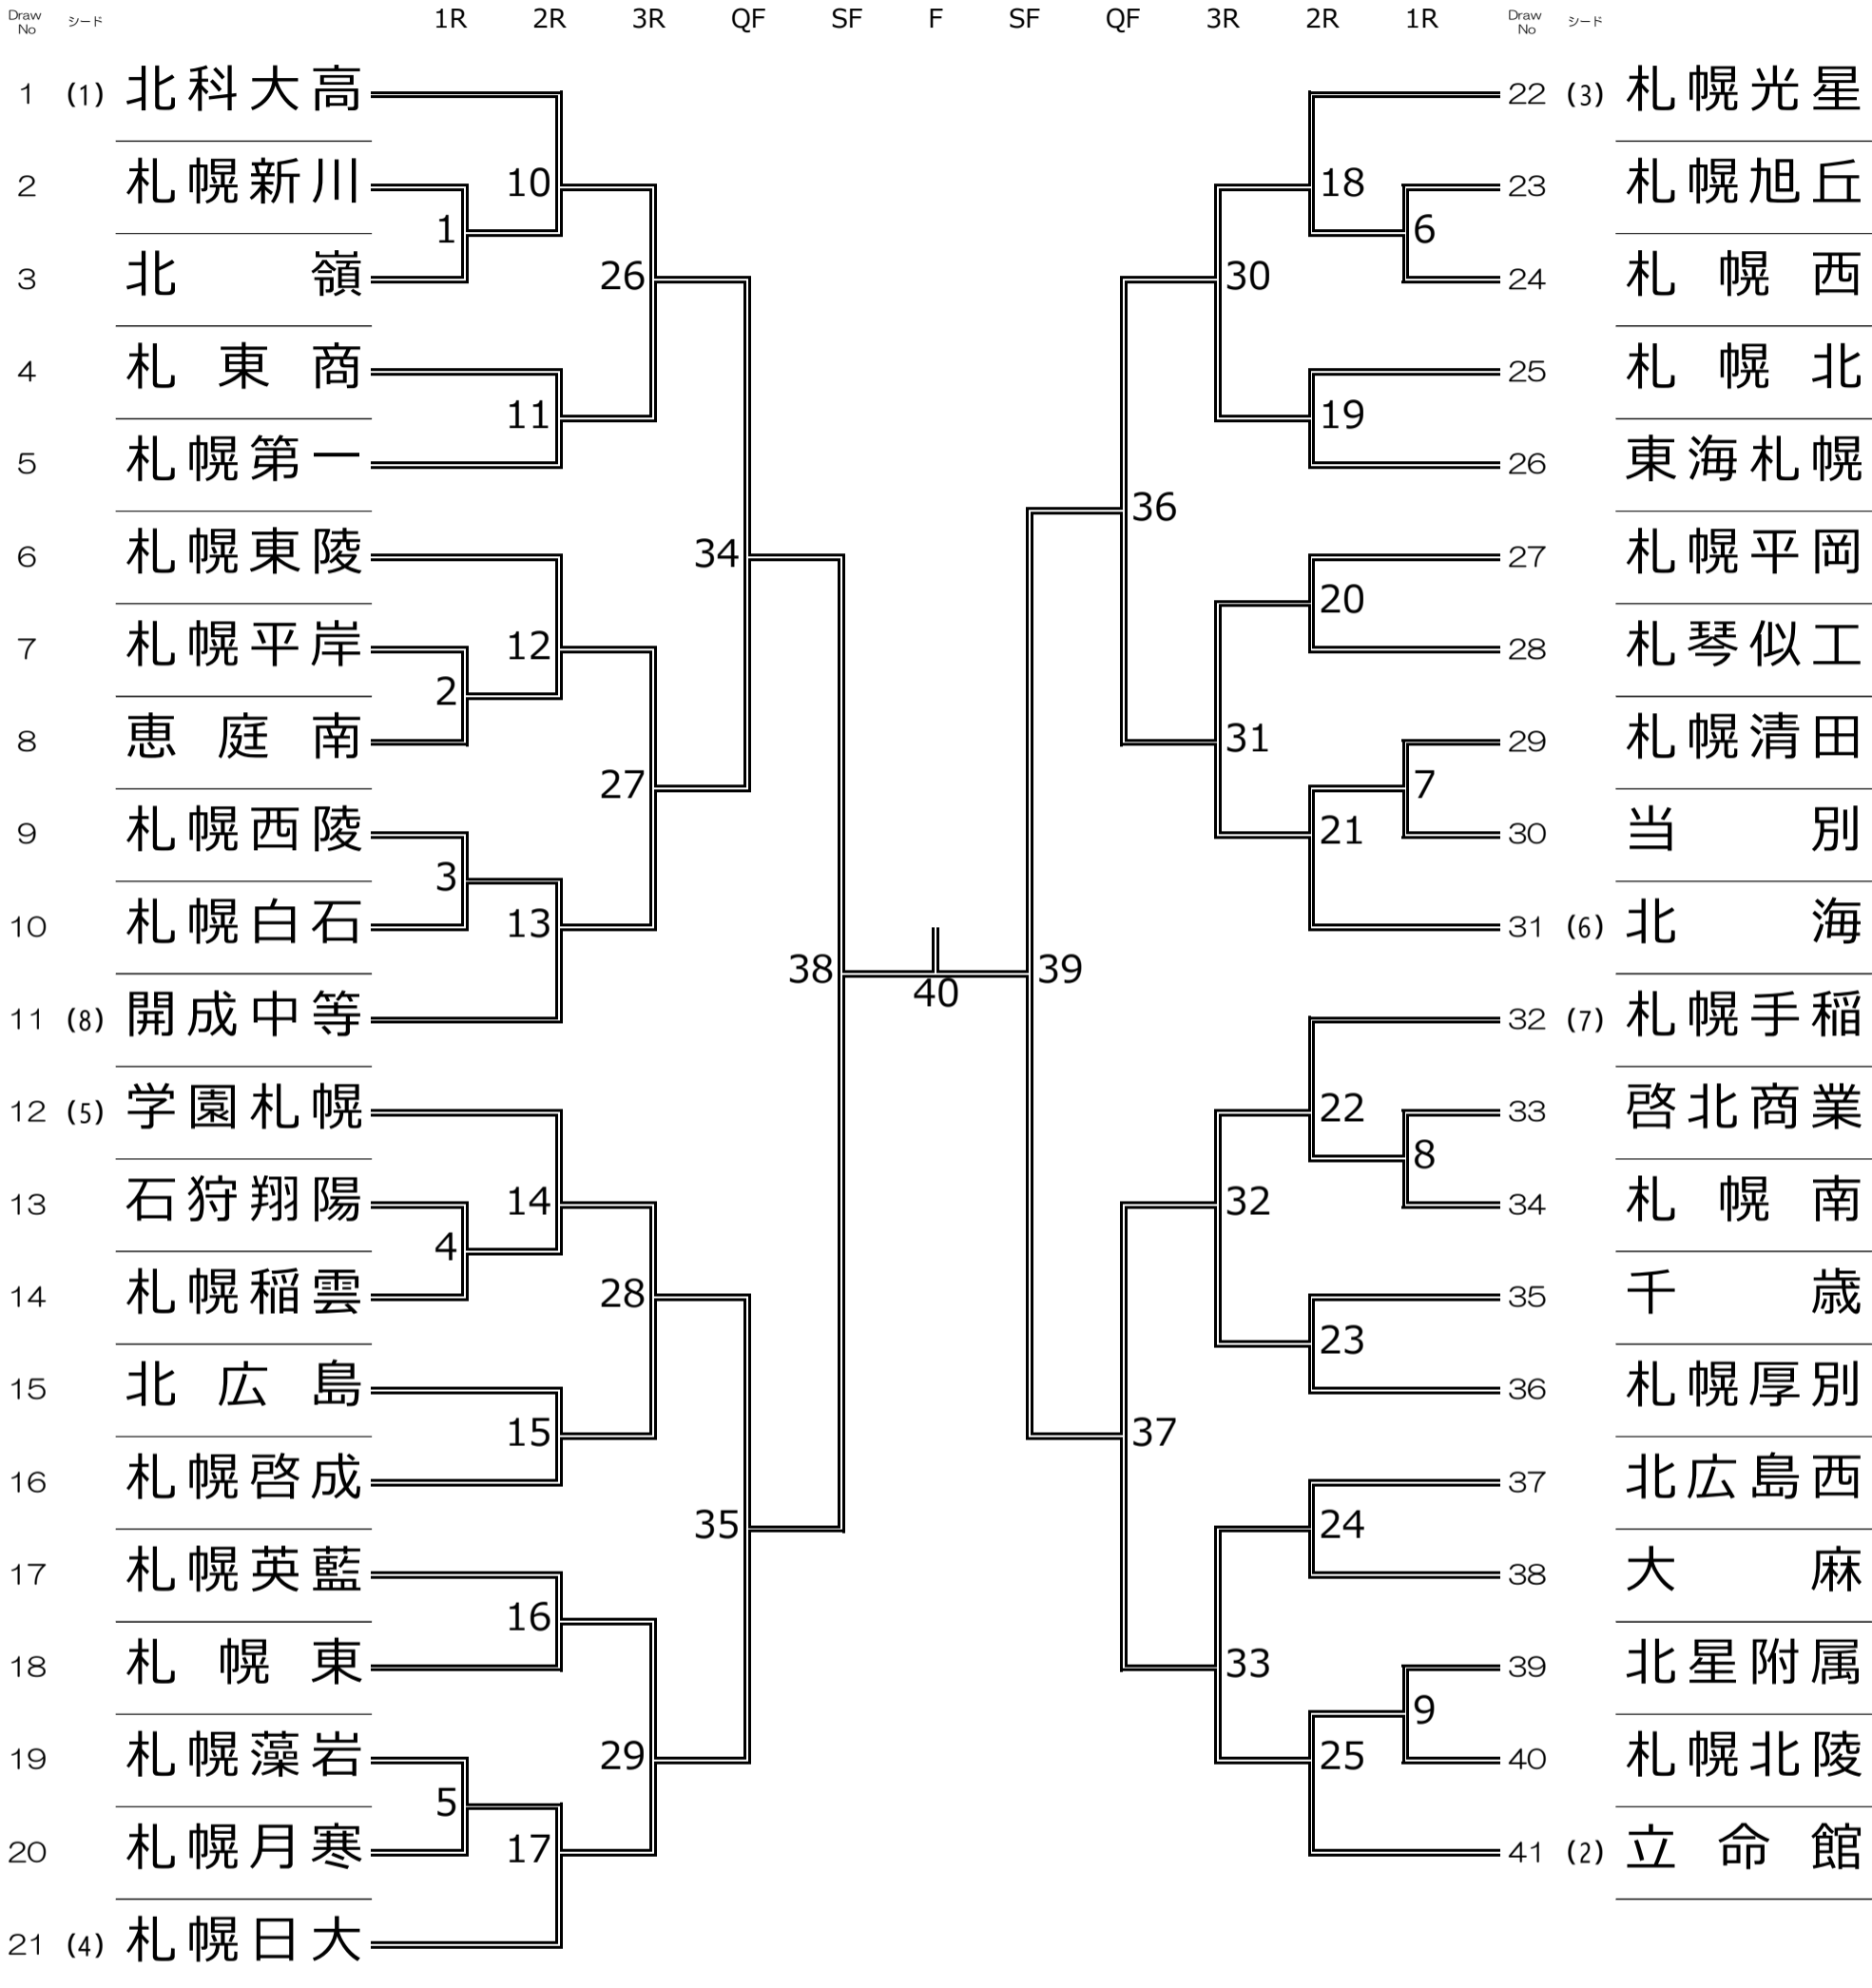 Draw No シード 1R 2R 3R QF SF F SF QF 3R 2R 1R Draw No シード
1 (1) 北科大高 22 (3) 札幌光星
2 札幌新川 10 18 23 札幌旭丘
1 6
3 北嶺 26 30 24 札幌西
4 札東商 25 札幌北
11 19
5 札幌第一 26 東海札幌
36
6 札幌東陵 34 27 札幌平岡
20
7 札幌平岸 12 28 札琴似工
2
8 恵庭南 31 29 札幌清田
27 7
9 札幌西陵 21 30 当別
3
10 札幌白石 13 31 (6) 北海
38 39
40
11 (8) 開成中等 32 (7) 札幌手稲
12 (5) 学園札幌 22 33 啓北商業
8
13 石狩翔陽 14 32 34 札幌南
4
14 札幌稲雲 28 35 千歳
23
15 北広島 36 札幌厚別
15 37
16 札幌啓成 37 北広島西
35 24
17 札幌英藍 38 大麻
16
18 札幌東 33 39 北星附属
9
19 札幌藻岩 29 25 40 札幌北陵
5
20 札幌月寒 17 41 (2) 立命館
21 (4) 札幌日大